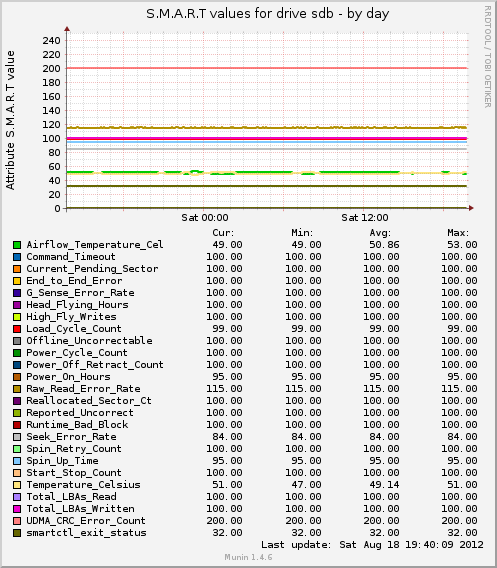 S.M.A.R.T values for drive sdb - by day
RRDTOOL / TOBI OETIKER
Attribute S.M.A.R.T value
240
220
200
180
160
140
120
100
80
60
40
20
0
Sat 00:00 Sat 12:00
Cur: Min: Avg: Max:
Airflow_Temperature_Cel 49.00 49.00 50.86 53.00
Command_Timeout 100.00 100.00 100.00 100.00
Current_Pending_Sector 100.00 100.00 100.00 100.00
End_to_End_Error 100.00 100.00 100.00 100.00
G_Sense_Error_Rate 100.00 100.00 100.00 100.00
Head_Flying_Hours 100.00 100.00 100.00 100.00
High_Fly_Writes 100.00 100.00 100.00 100.00
Load_Cycle_Count 99.00 99.00 99.00 99.00
Offline_Uncorrectable 100.00 100.00 100.00 100.00
Power_Cycle_Count 100.00 100.00 100.00 100.00
Power_Off_Retract_Count 100.00 100.00 100.00 100.00
Power_On_Hours 95.00 95.00 95.00 95.00
Raw_Read_Error_Rate 115.00 115.00 115.00 115.00
Reallocated_Sector_Ct 100.00 100.00 100.00 100.00
Reported_Uncorrect 100.00 100.00 100.00 100.00
Runtime_Bad_Block 100.00 100.00 100.00 100.00
Seek_Error_Rate 84.00 84.00 84.00 84.00
Spin_Retry_Count 100.00 100.00 100.00 100.00
Spin_Up_Time 95.00 95.00 95.00 95.00
Start_Stop_Count 100.00 100.00 100.00 100.00
Temperature_Celsius 51.00 47.00 49.14 51.00
Total_LBAs_Read 100.00 100.00 100.00 100.00
Total_LBAs_Written 100.00 100.00 100.00 100.00
UDMA_CRC_Error_Count 200.00 200.00 200.00 200.00
smartctl_exit_status 32.00 32.00 32.00 32.00
Last update: Sat Aug 18 19:40:09 2012
Munin 1.4.6